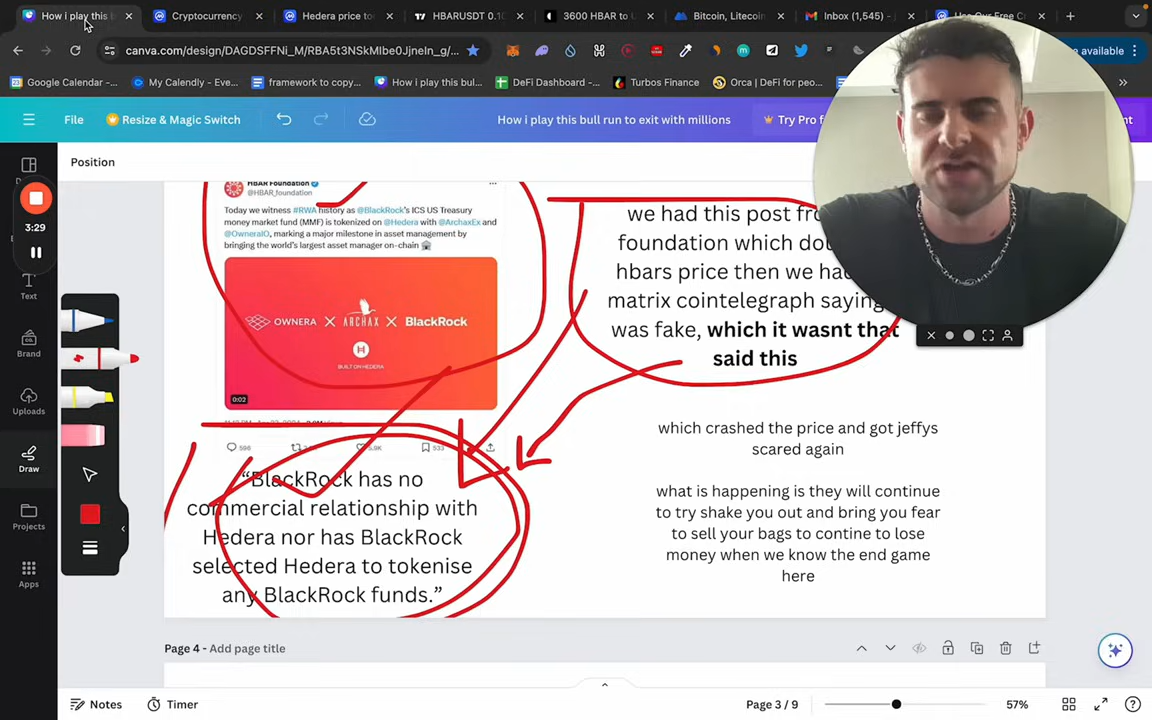 How i play this
Cryptocurrency
Hedera price to
HBARUSDT 0.1
3600 HBAR to
Bitcoin, Litecoin
Inbox (1,545) -
canva.com/design/DAGDSFFNi_M/RBA5t3NSkMIbe0Jjneln_g/...
e available
Google Calendar -...
My Calendly - Eve...
framework to copy...
How i play this bul...
DeFi Dashboard -...
Turbos Finance
Orca | DeFi for peo...
File
Resize & Magic Switch
How i play this bull run to exit with millions
Try Pro
Position
3:29
Text
Brand
Uploads
Draw
Projects
Apps
HBAR Foundation
@HBAR_foundation
Today we witness #RWA history as @BlackRock's ICS US Treasury
money market fund (MMF) is tokenized on @Hedera with @ArchaxEx and
@OwneraIO, marking a major milestone in asset management by
bringing the world's largest asset manager on-chain
OWNERA X ARCHAX X BlackRock
BUILT ON HEDERA
0:02
596
533
"BlackRock has no
commercial relationship with
Hedera nor has BlackRock
selected Hedera to tokenise
any BlackRock funds."
we had this post
foundation which
hbars price then we
matrix cointelegraph saying
was fake, which it wasnt that
said this
which crashed the price and got jeffys
scared again
what is happening is they will continue
to try shake you out and bring you fear
to sell your bags to contine to lose
money when we know the end game
here
Page 4 - Add page title
Notes
Timer
Page 3 / 9
57%